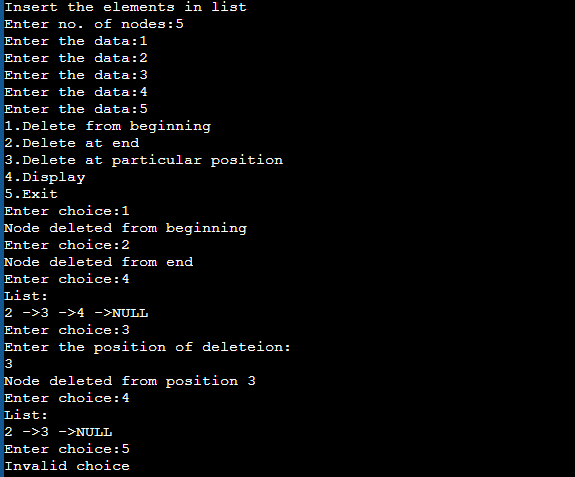 Insert the elements in list
Enter no. of nodes:5
Enter the data:1
Enter the data:2
Enter the data:3
Enter the data:4
Enter the data:5
1.Delete from beginning
2.Delete at end
3.Delete at particular position
4.Display
5.Exit
Enter choice:1
Node deleted from beginning
Enter choice:2
Node deleted from end
Enter choice:4
List:
2 ->3 ->4 ->NULL
Enter choice:3
Enter the position of deleteion:
3
Node deleted from position 3
Enter choice:4
List:
2 ->3 ->NULL
Enter choice:5
Invalid choice